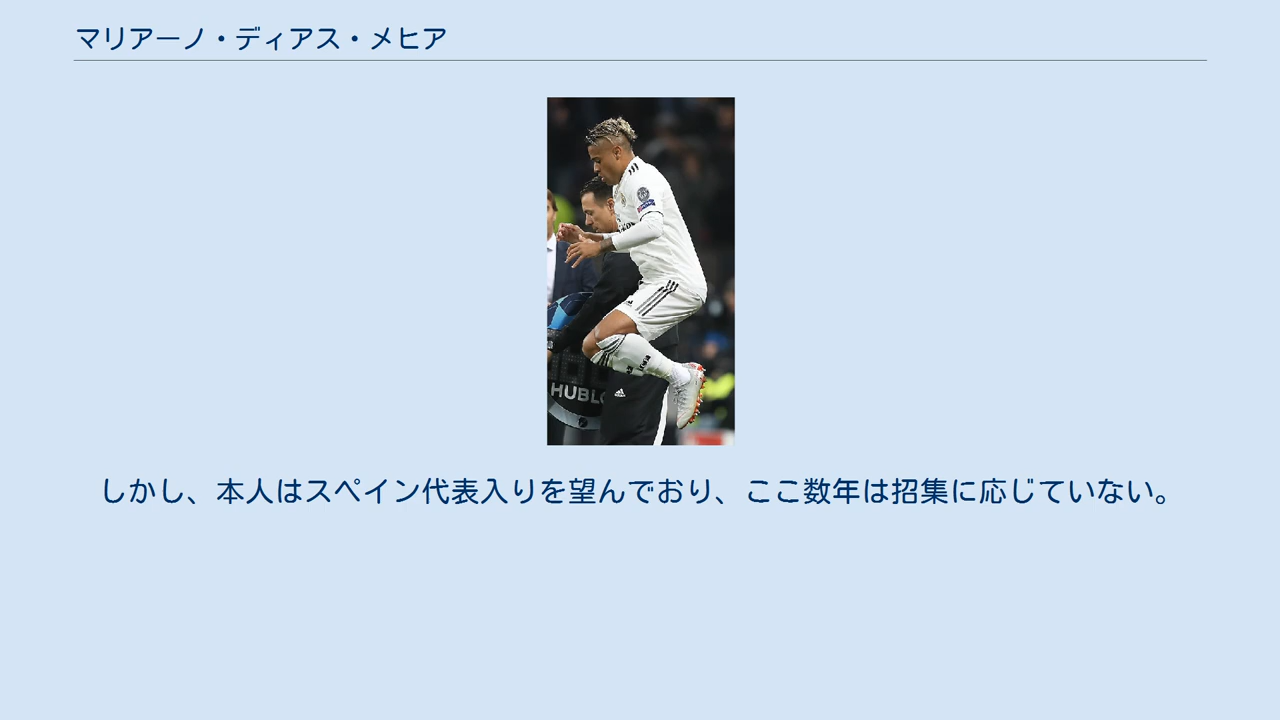 マリアーノ・ディアス・メヒア
HUBLO
しかし、本人はスペイン代表入りを望んでおり、ここ数年は招集に応じていない。